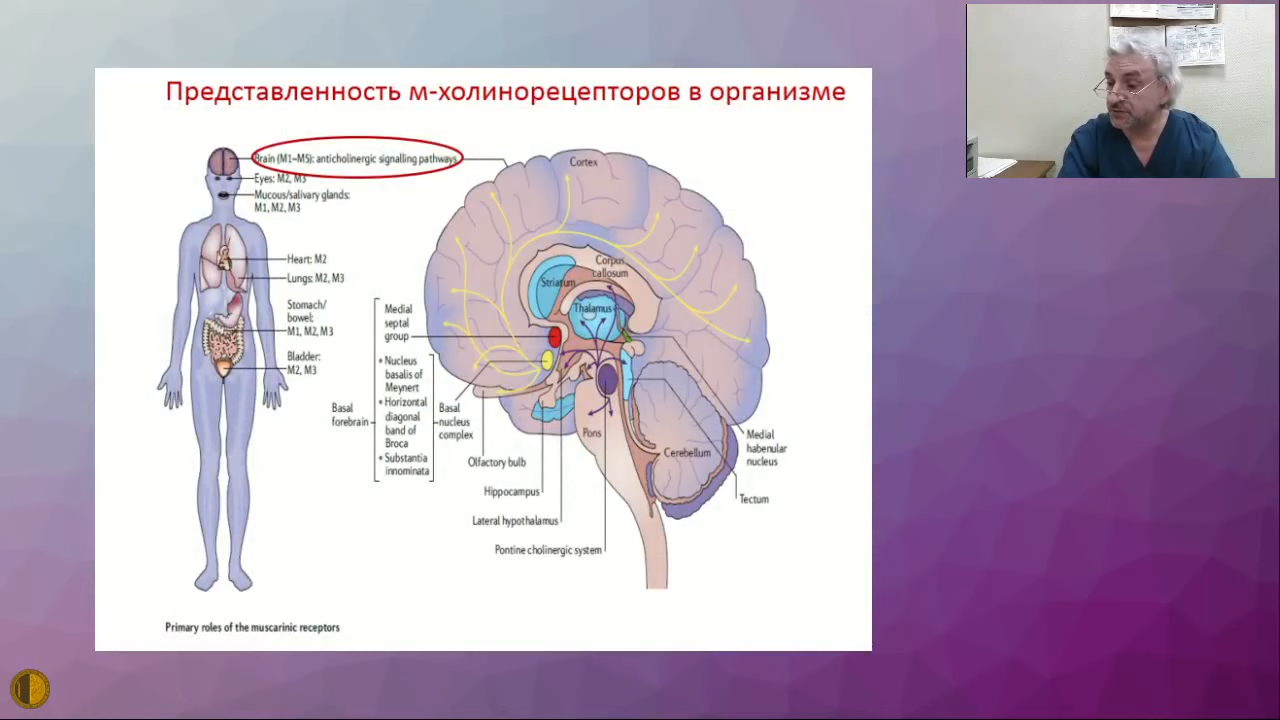 Представленность м-холинорецепторов в организме
Brain (M1–M5): anticholinergic signalling pathways
Eyes: M2, M3
Mucous/salivary glands:
M1, M2, M3
Heart: M2
Lungs: M2, M3
Stomach/
bowel:
M1, M2, M3
Bladder:
M2, M3
Cortex
Corpus
callosum
Striatum
Thalamus
Medial
septal
group
• Nucleus
basalis of
Meynert
• Horizontal
diagonal
band of
Broca
• Substantia
innominata
Basal
forebrain
Basal
nucleus
complex
Olfactory bulb
Hippocampus
Lateral hypothalamus
Pontine cholinergic system
Pons
Cerebellum
Medial
habenular
nucleus
Tectum
Primary roles of the muscarinic receptors